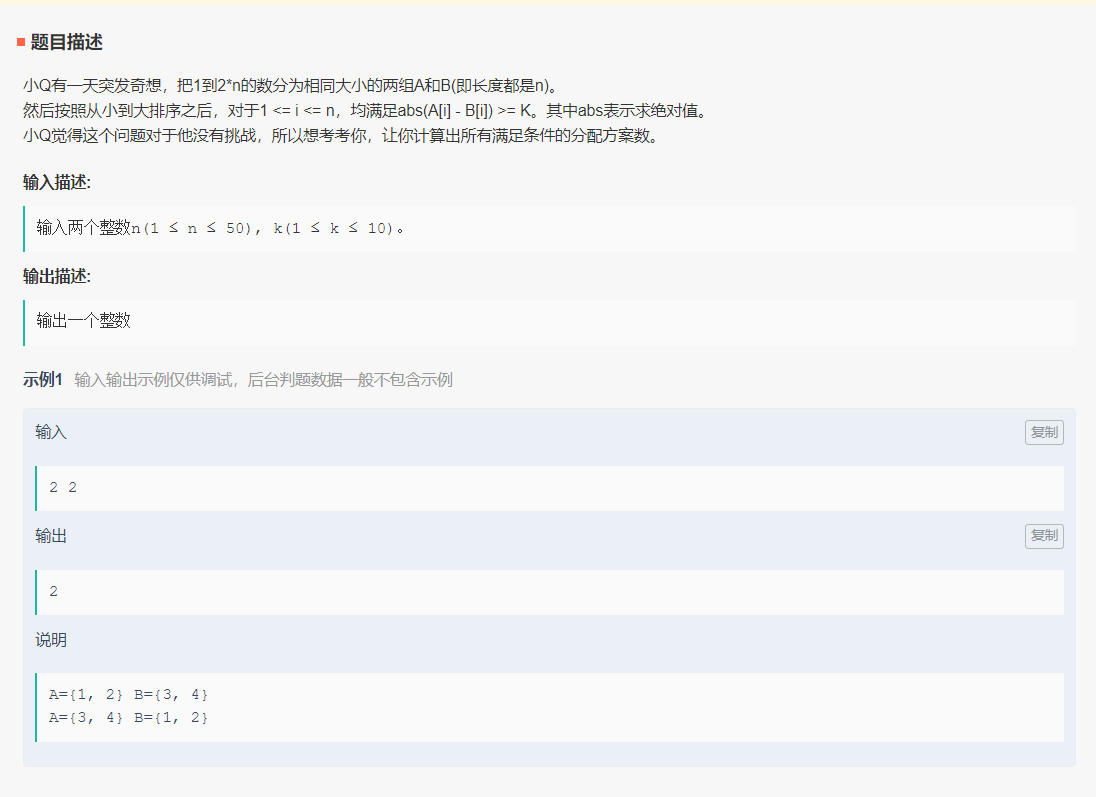 题目描述
小Q有一天突发奇想，把1到2*n的数分为相同大小的两组A和B(即长度都是n)。
然后按照从小到大排序之后，对于1 <= i <= n，均满足abs(A[i] - B[i]) >= K。其中abs表示求绝对值。
小Q觉得这个问题对于他没有挑战，所以想考考你，让你计算出所有满足条件的分配方案数。
输入描述:
输入两个整数n(1 ≤ n ≤ 50), k(1 ≤ k ≤ 10)。
输出描述:
输出一个整数
示例1 输入输出示例仅供调试，后台判题数据一般不包含示例
输入
复制
2 2
输出
复制
2
说明
A={1, 2} B={3, 4}
A={3, 4} B={1, 2}